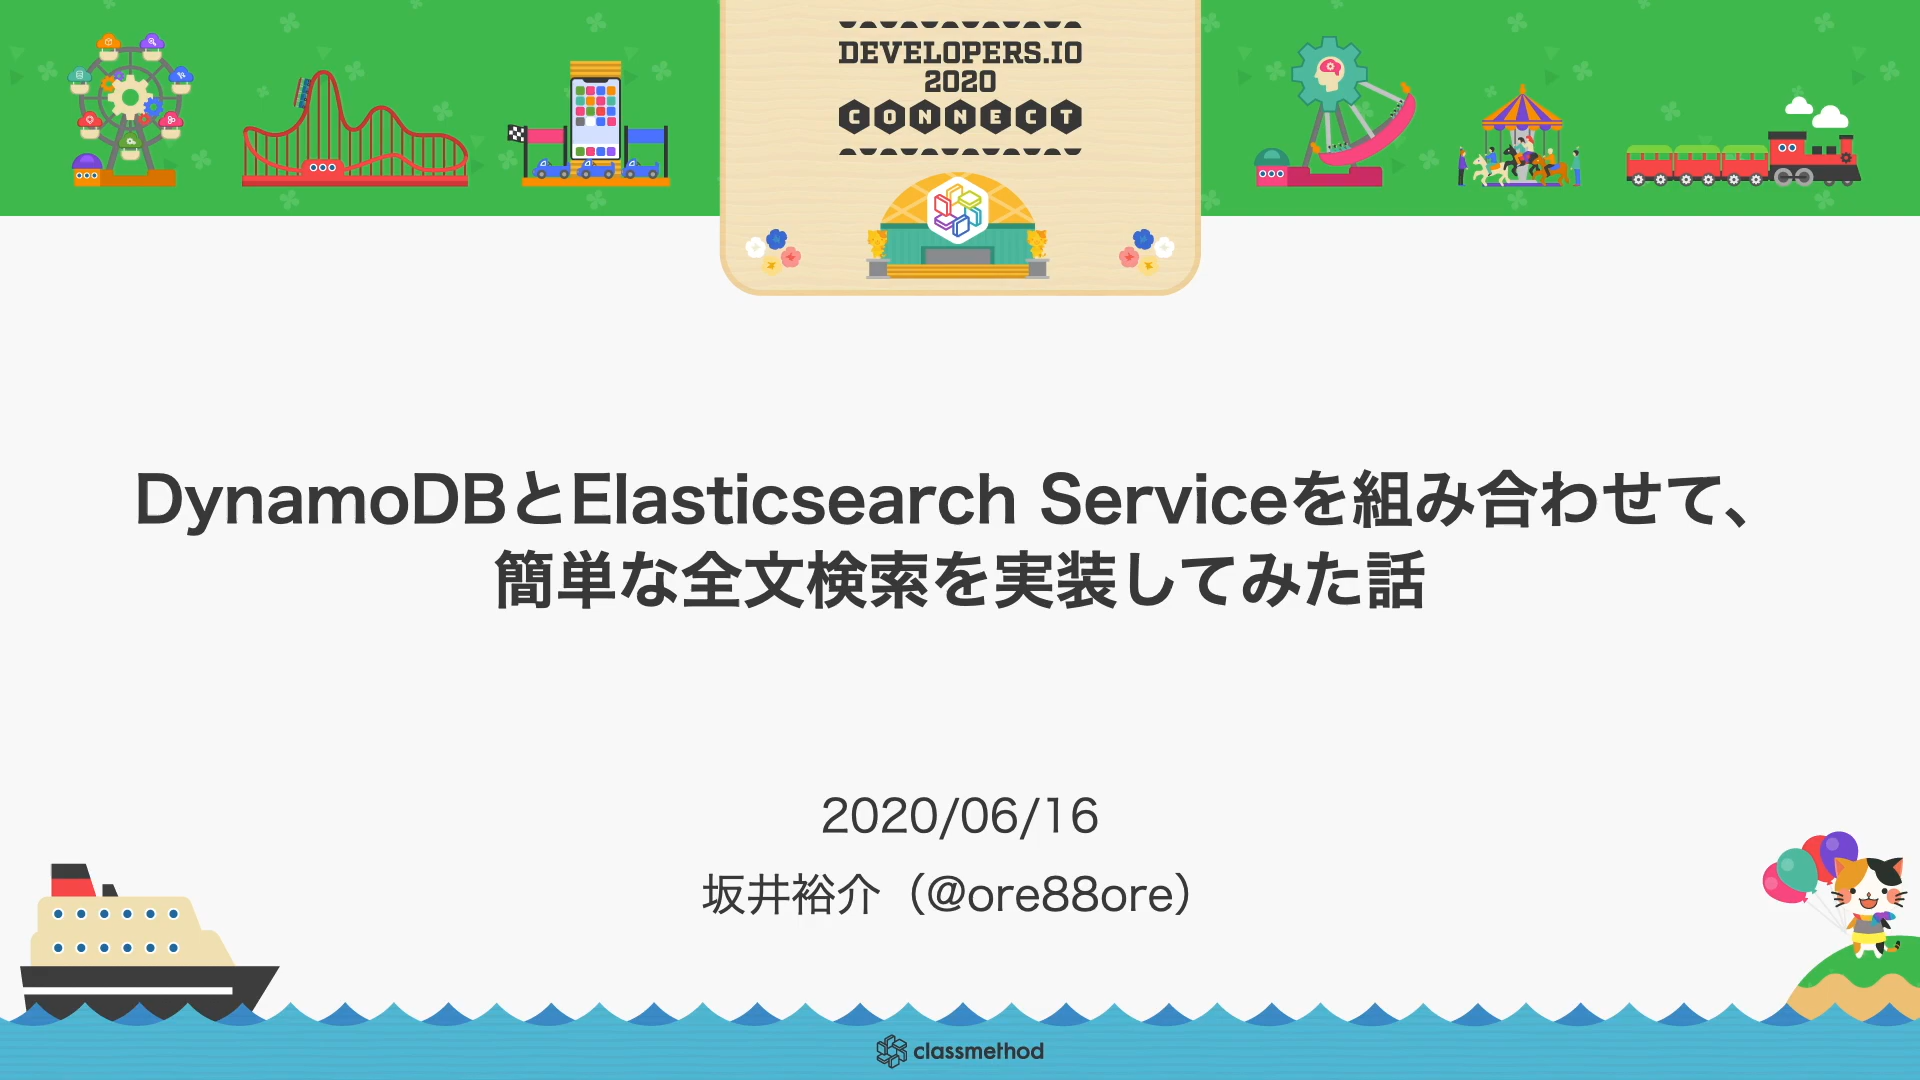 DEVELOPERS.IO
2020
CONNECT
DynamoDBとElasticsearch Serviceを組み合わせて、
簡単な全文検索を実装してみた話
2020/06/16
坂井裕介（@ore88ore）
classmethod